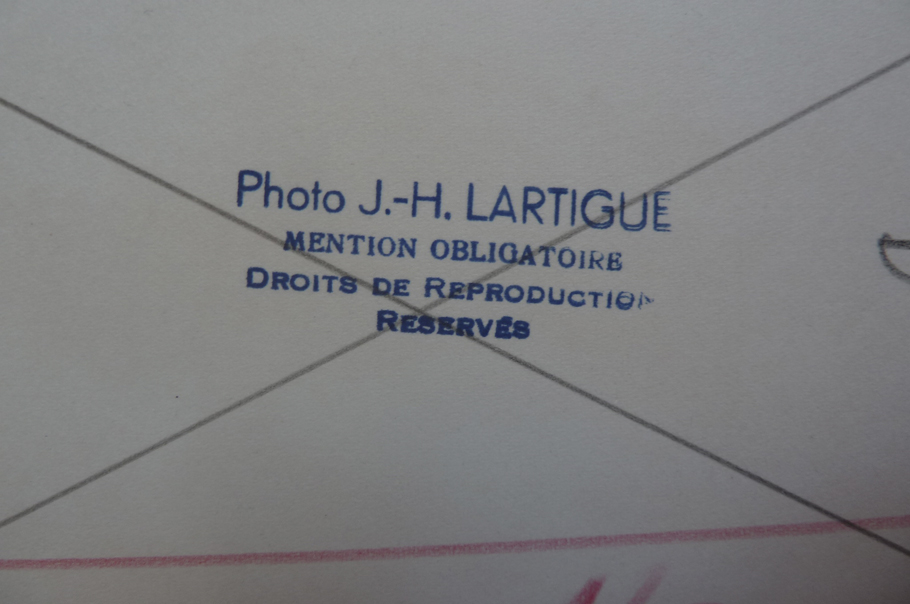 Photo J.-H. LARTIGUE
MENTION OBLIGATOIRE
DROITS DE REPRODUCTION
RESERVÉS